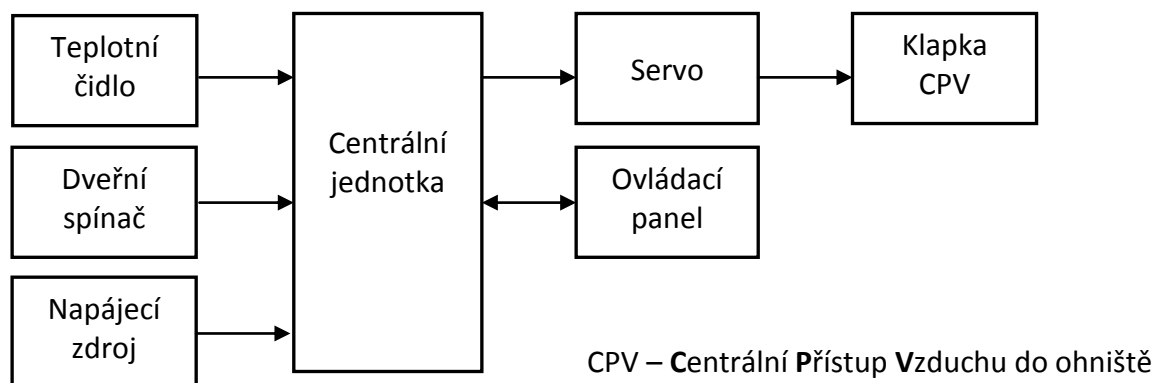 Teplotní
čidlo
Dveřní
spínač
Napájecí
zdroj
Centrální
jednotka
Servo
Ovládací
panel
Klapka
CPV
CPV – Centrální Přístup Vzduchu do ohniště